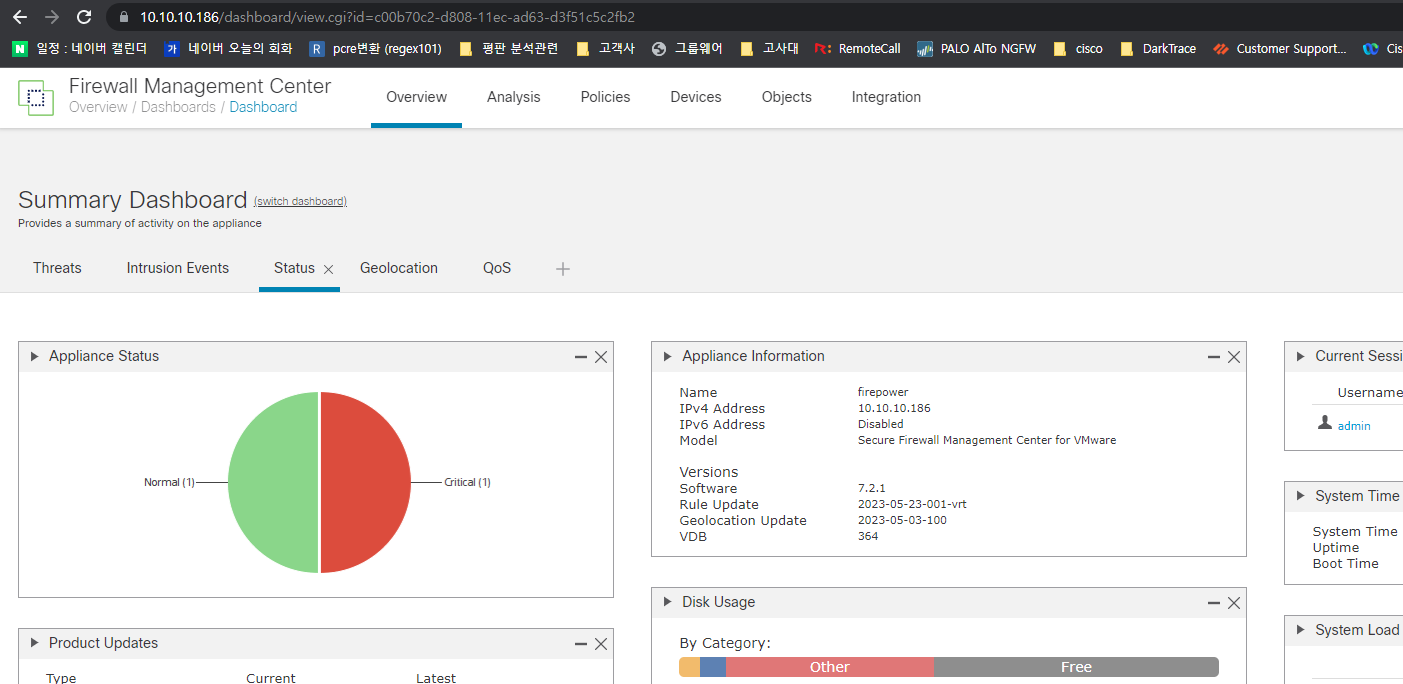 10.10.10.186/dashboard/view.cgi?id=c00b70c2-d808-11ec-ad63-d3f51c5c2fb2
N 일정 : 네이버 캘린더 가 네이버 오늘의 회화 R pcre변환 (regex101) 평판 분석관련 고객사 그룹웨어 고사대 RemoteCall PALO AlTo NGFW cisco DarkTrace Customer Support... Cis
Firewall Management Center
Overview / Dashboards / Dashboard
Overview Analysis Policies Devices Objects Integration
Summary Dashboard (switch dashboard)
Provides a summary of activity on the appliance
Threats Intrusion Events Status Geolocation QoS
Appliance Status
Normal (1) Critical (1)
Product Updates
Type Current Latest
Appliance Information
Name firepower
IPv4 Address 10.10.10.186
IPv6 Address Disabled
Model Secure Firewall Management Center for VMware
Versions
Software 7.2.1
Rule Update 2023-05-23-001-vrt
Geolocation Update 2023-05-03-100
VDB 364
Disk Usage
By Category:
Other Free
Current Sessi
Username
admin
System Time
System Time
Uptime
Boot Time
System Load